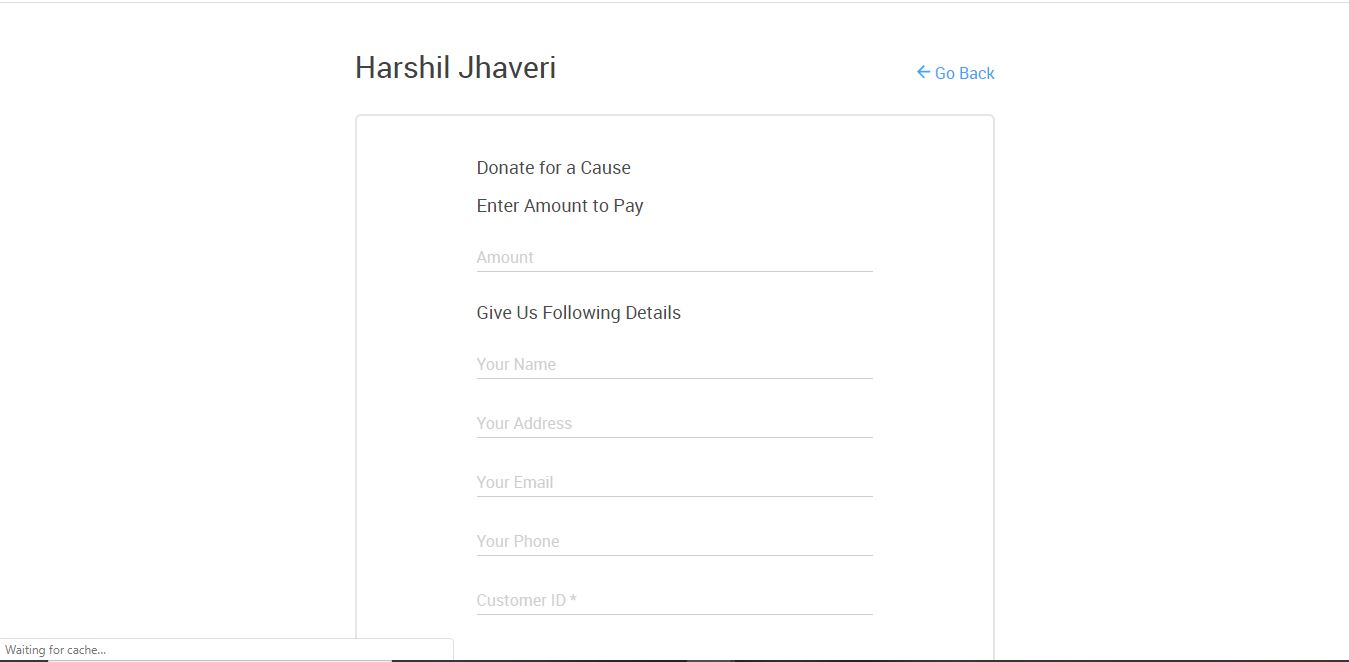 Harshil Jhaveri
← Go Back
Donate for a Cause
Enter Amount to Pay
Amount
Give Us Following Details
Your Name
Your Address
Your Email
Your Phone
Customer ID *
Waiting for cache...